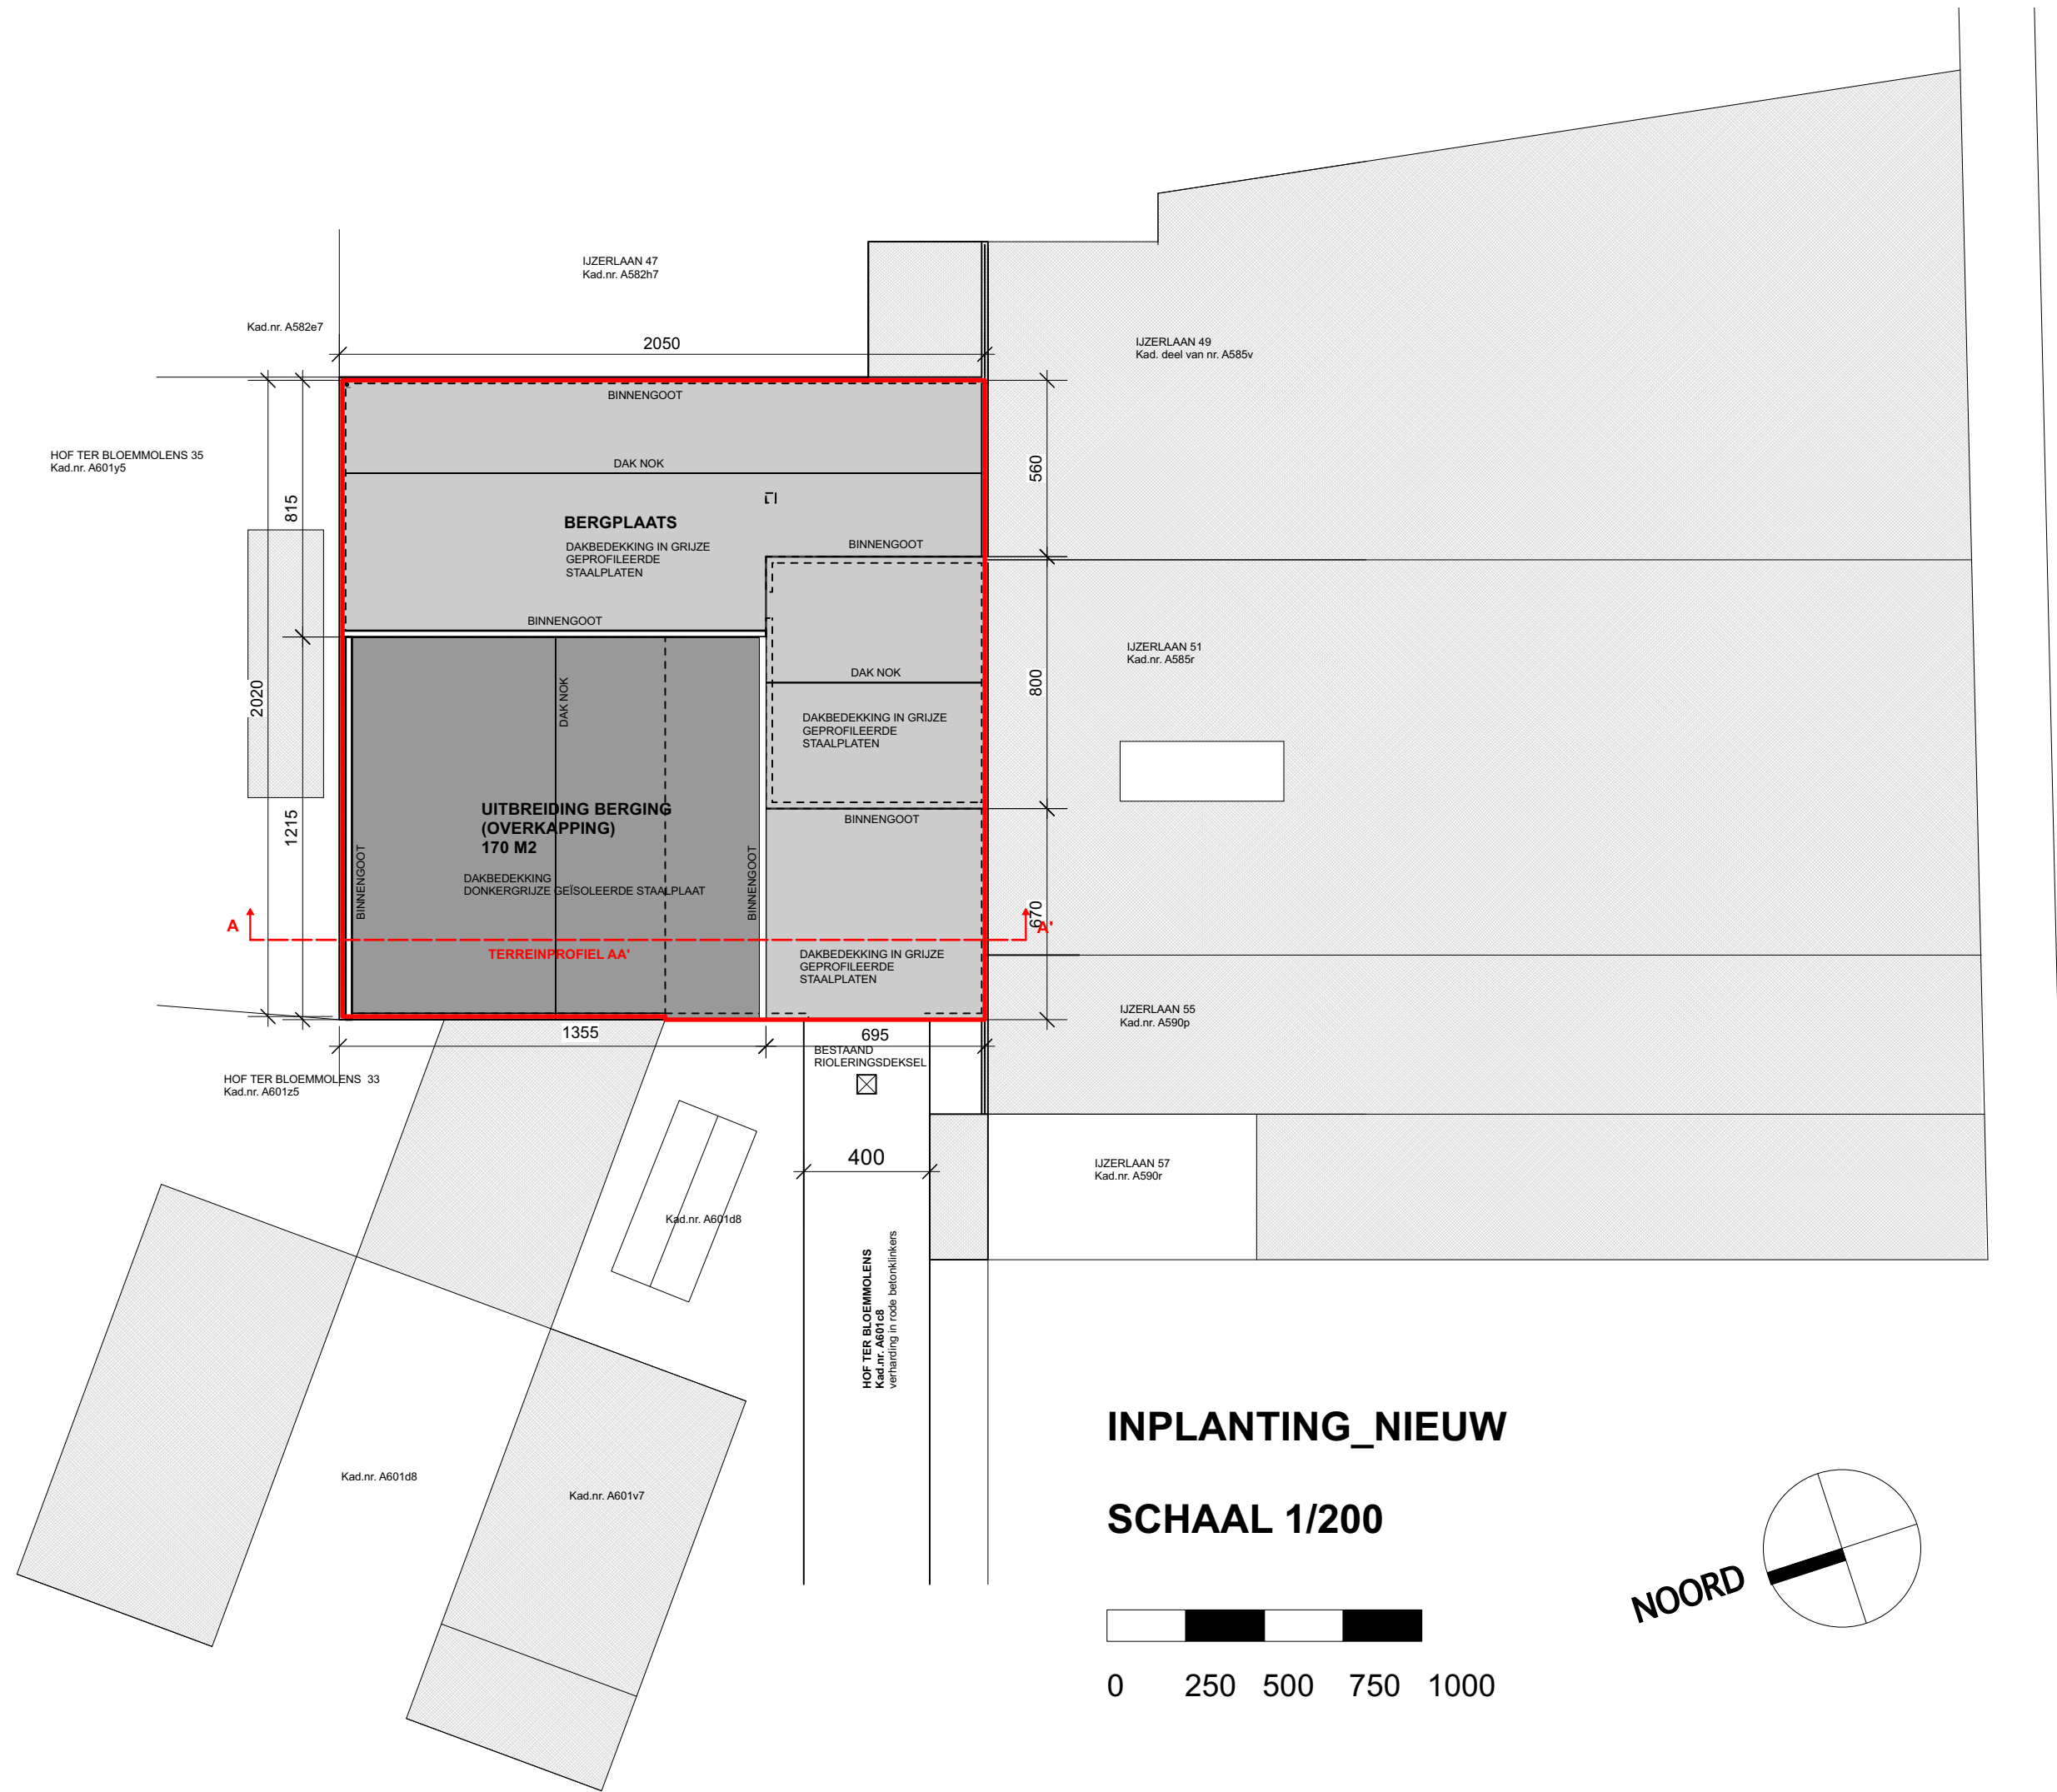 IJZERLAAN 47
Kad.nr. A582h7
Kad.nr. A582e7
2050
IJZERLAAN 49
Kad. deel van nr. A585v
BINNENGOOT
HOF TER BLOEMMOLENS 35
Kad.nr. A601y5
DAK NOK
560
815
BERGPLAATS
DAKBEDEKKING IN GRIJZE
GEPROFILEERDE
STAALPLATEN
BINNENGOOT
BINNENGOOT
2020
DAK NOK
DAK NOK
800
IJZERLAAN 51
Kad.nr. A585r
DAKBEDEKKING IN GRIJZE
GEPROFILEERDE
STAALPLATEN
UITBREIDING BERGING
(OVERKAPPING)
170 M2
1215
BINNENGOOT
BINNENGOOT
BINNENGOOT
DAKBEDEKKING
DONKERGRIJZE GEÏSOLEERDE STAALPLAAT
670
A
A'
TERREINPROFIEL AA'
DAKBEDEKKING IN GRIJZE
GEPROFILEERDE
STAALPLATEN
IJZERLAAN 55
Kad.nr. A590p
1355
695
BESTAAND
RIOLERINGSDEKSEL
HOF TER BLOEMMOLENS 33
Kad.nr. A601z5
400
IJZERLAAN 57
Kad.nr. A590r
Kad.nr. A601d8
HOF TER BLOEMMOLENS
Kad.nr. A601c8
verharding in rode betonklinkers
Kad.nr. A601d8
Kad.nr. A601v7
INPLANTING_NIEUW
SCHAAL 1/200
NOORD
0 250 500 750 1000